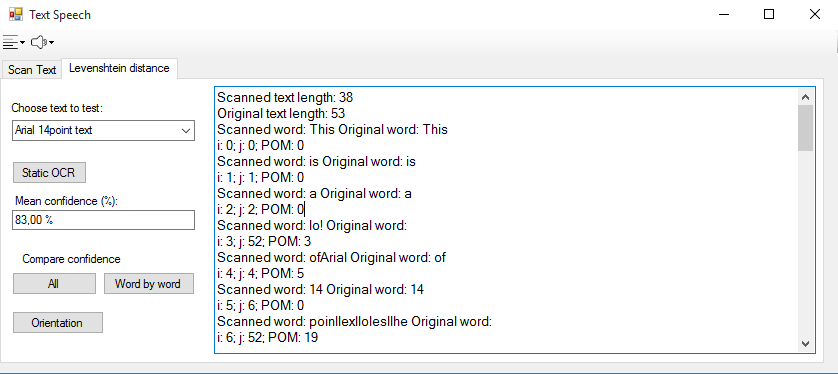 Text Speech
Scan Text
Levenshtein distance
Choose text to test:
Arial 14point text
Static OCR
Mean confidence (%):
83,00 %
Compare confidence
All
Word by word
Orientation
Scanned text length: 38
Original text length: 53
Scanned word: This Original word: This
i: 0; j: 0; POM: 0
Scanned word: is Original word: is
i: 1; j: 1; POM: 0
Scanned word: a Original word: a
i: 2; j: 2; POM: 0
Scanned word: lo! Original word:
i: 3; j: 52; POM: 3
Scanned word: ofArial Original word: of
i: 4; j: 4; POM: 5
Scanned word: 14 Original word: 14
i: 5; j: 6; POM: 0
Scanned word: poinllexllolesllhe Original word:
i: 6; j: 52; POM: 19